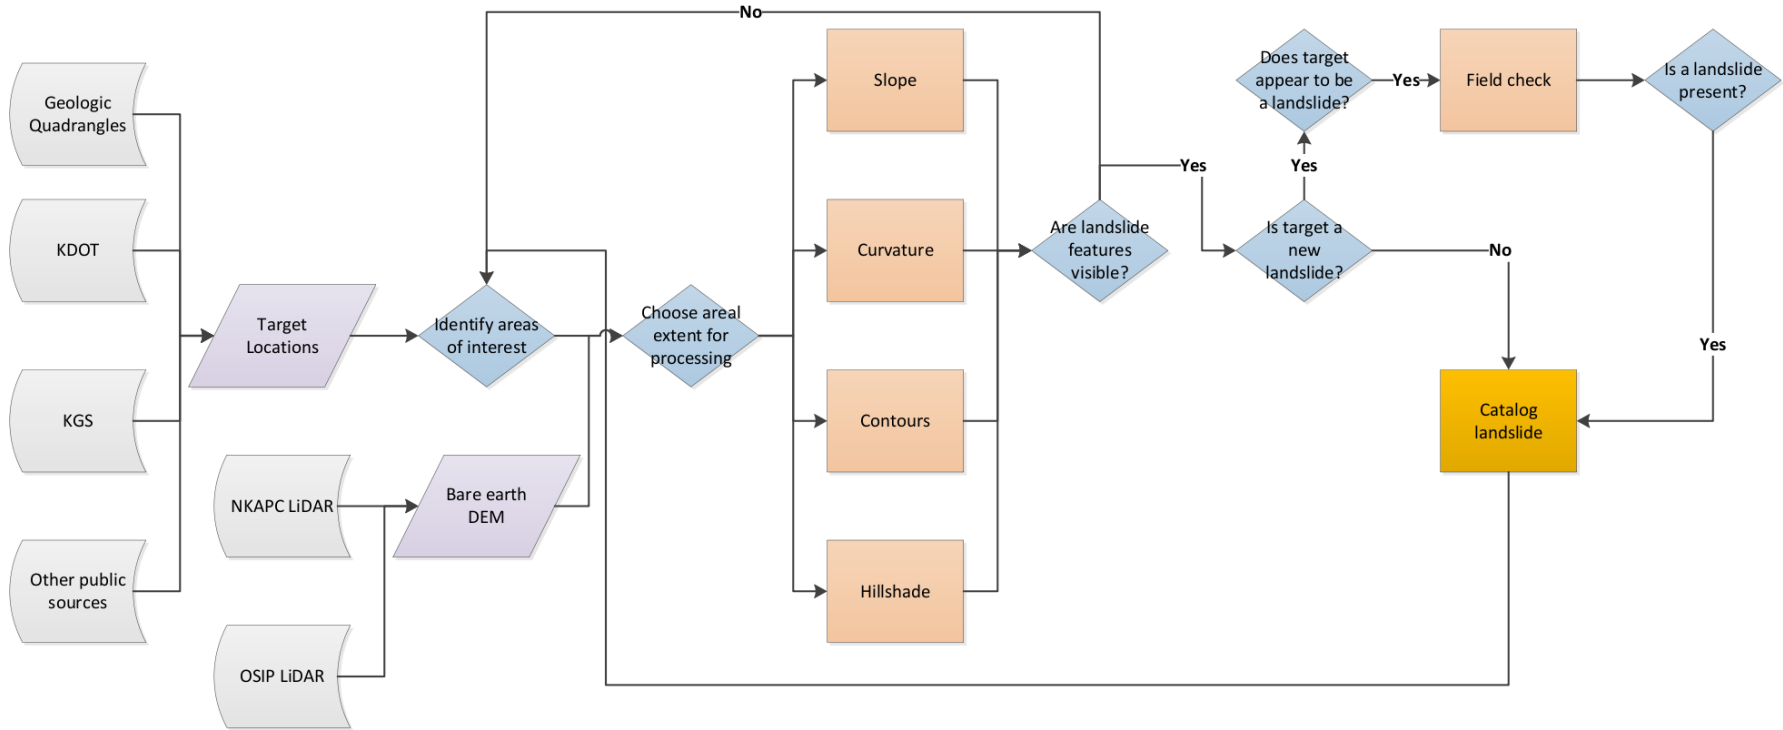 Geologic
Quadrangles
KDOT
KGS
Other public
sources
Target
Locations
NKAPC LiDAR
OSIP LiDAR
Bare earth
DEM
Identify areas
of interest
No
Choose areal
extent for
processing
Slope
Curvature
Contours
Hillshade
Are landslide
features
visible?
Yes
Is target a
new
landslide?
Yes
Does target
appear to be
a landslide?
Yes
Field check
Is a landslide
present?
No
Yes
Catalog
landslide